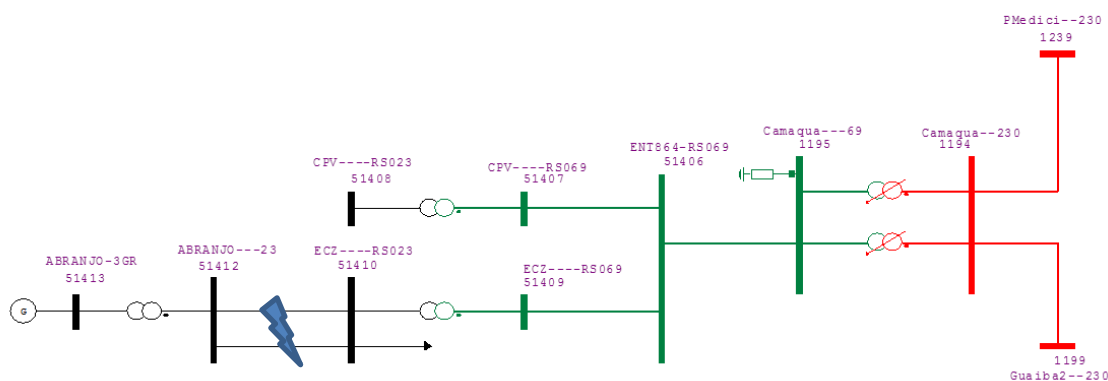 PMedici--230
1239
Camaqua---69
1195
Camaqua--230
1194
ENT864-RS069
51406
CPV----RS023
51408
CPV----RS069
51407
ABRANJO-3GR
51413
ABRANJO---23
51412
ECZ----RS023
51410
ECZ----RS069
51409
G
1199
Guaiba2--230